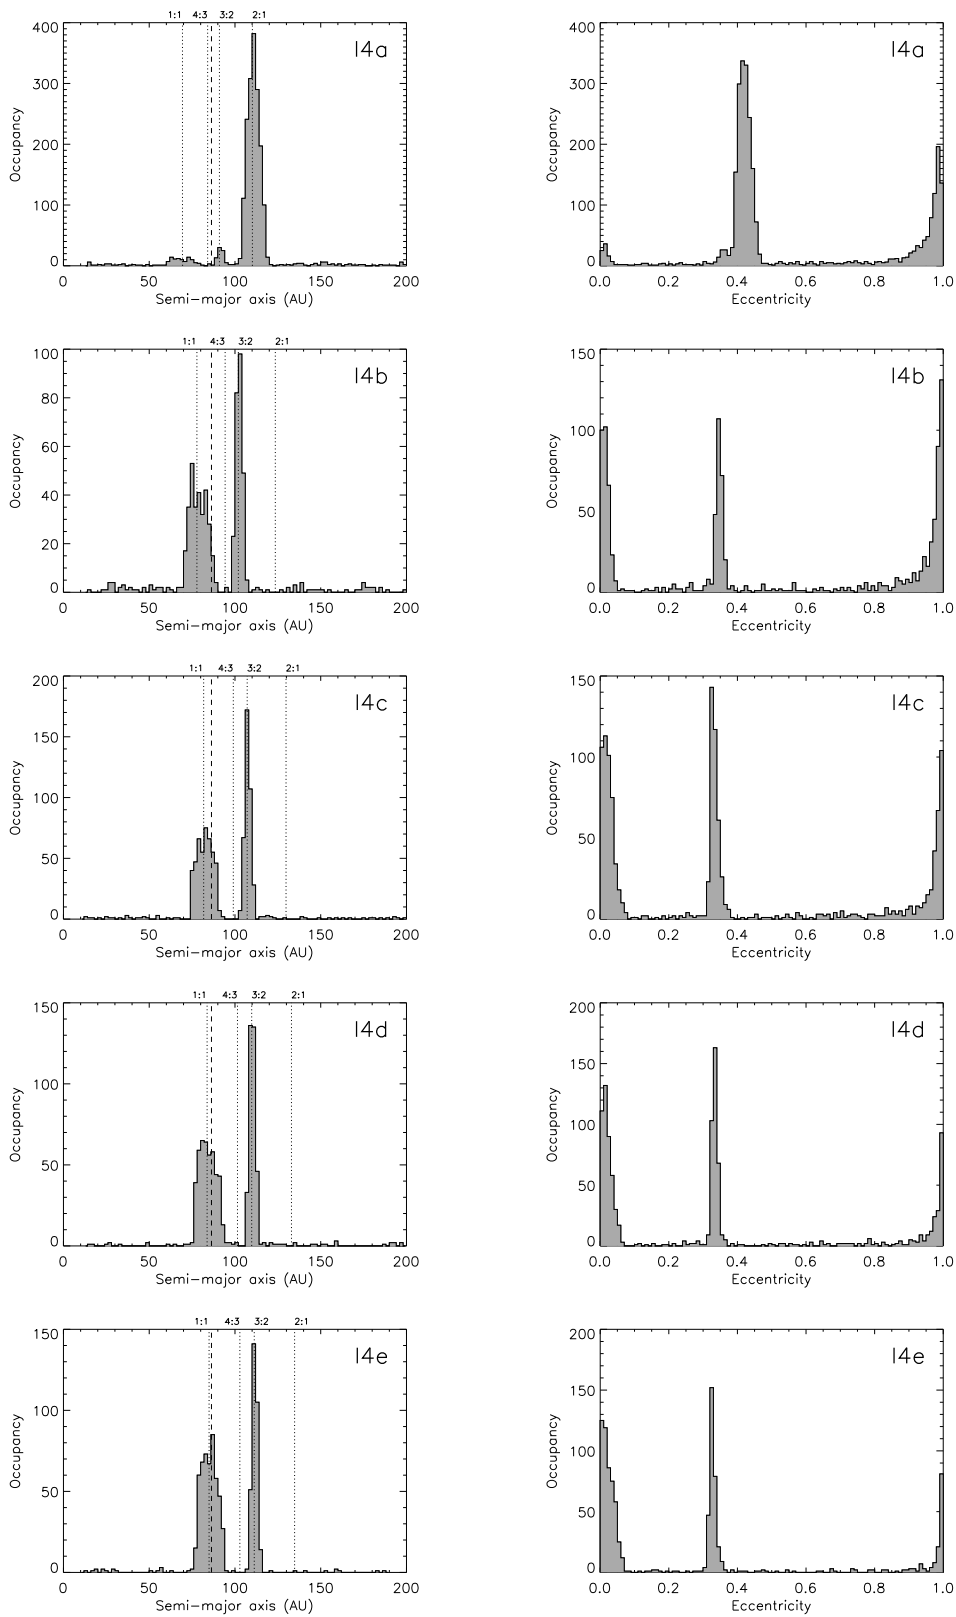 1:1 4:3 3:2 2:1
400 300 200 100 0
Occupancy
I4a
0 50 100 150 200
Semi-major axis (AU)
400 300 200 100 0
Occupancy
I4a
0.0 0.2 0.4 0.6 0.8 1.0
Eccentricity
1:1 4:3 3:2 2:1
100 80 60 40 20 0
Occupancy
I4b
0 50 100 150 200
Semi-major axis (AU)
150 100 50 0
Occupancy
I4b
0.0 0.2 0.4 0.6 0.8 1.0
Eccentricity
1:1 4:3 3:2 2:1
200 150 100 50 0
Occupancy
I4c
0 50 100 150 200
Semi-major axis (AU)
150 100 50 0
Occupancy
I4c
0.0 0.2 0.4 0.6 0.8 1.0
Eccentricity
1:1 4:3 3:2 2:1
150 100 50 0
Occupancy
I4d
0 50 100 150 200
Semi-major axis (AU)
200 150 100 50 0
Occupancy
I4d
0.0 0.2 0.4 0.6 0.8 1.0
Eccentricity
1:1 4:3 3:2 2:1
150 100 50 0
Occupancy
I4e
0 50 100 150 200
Semi-major axis (AU)
200 150 100 50 0
Occupancy
I4e
0.0 0.2 0.4 0.6 0.8 1.0
Eccentricity